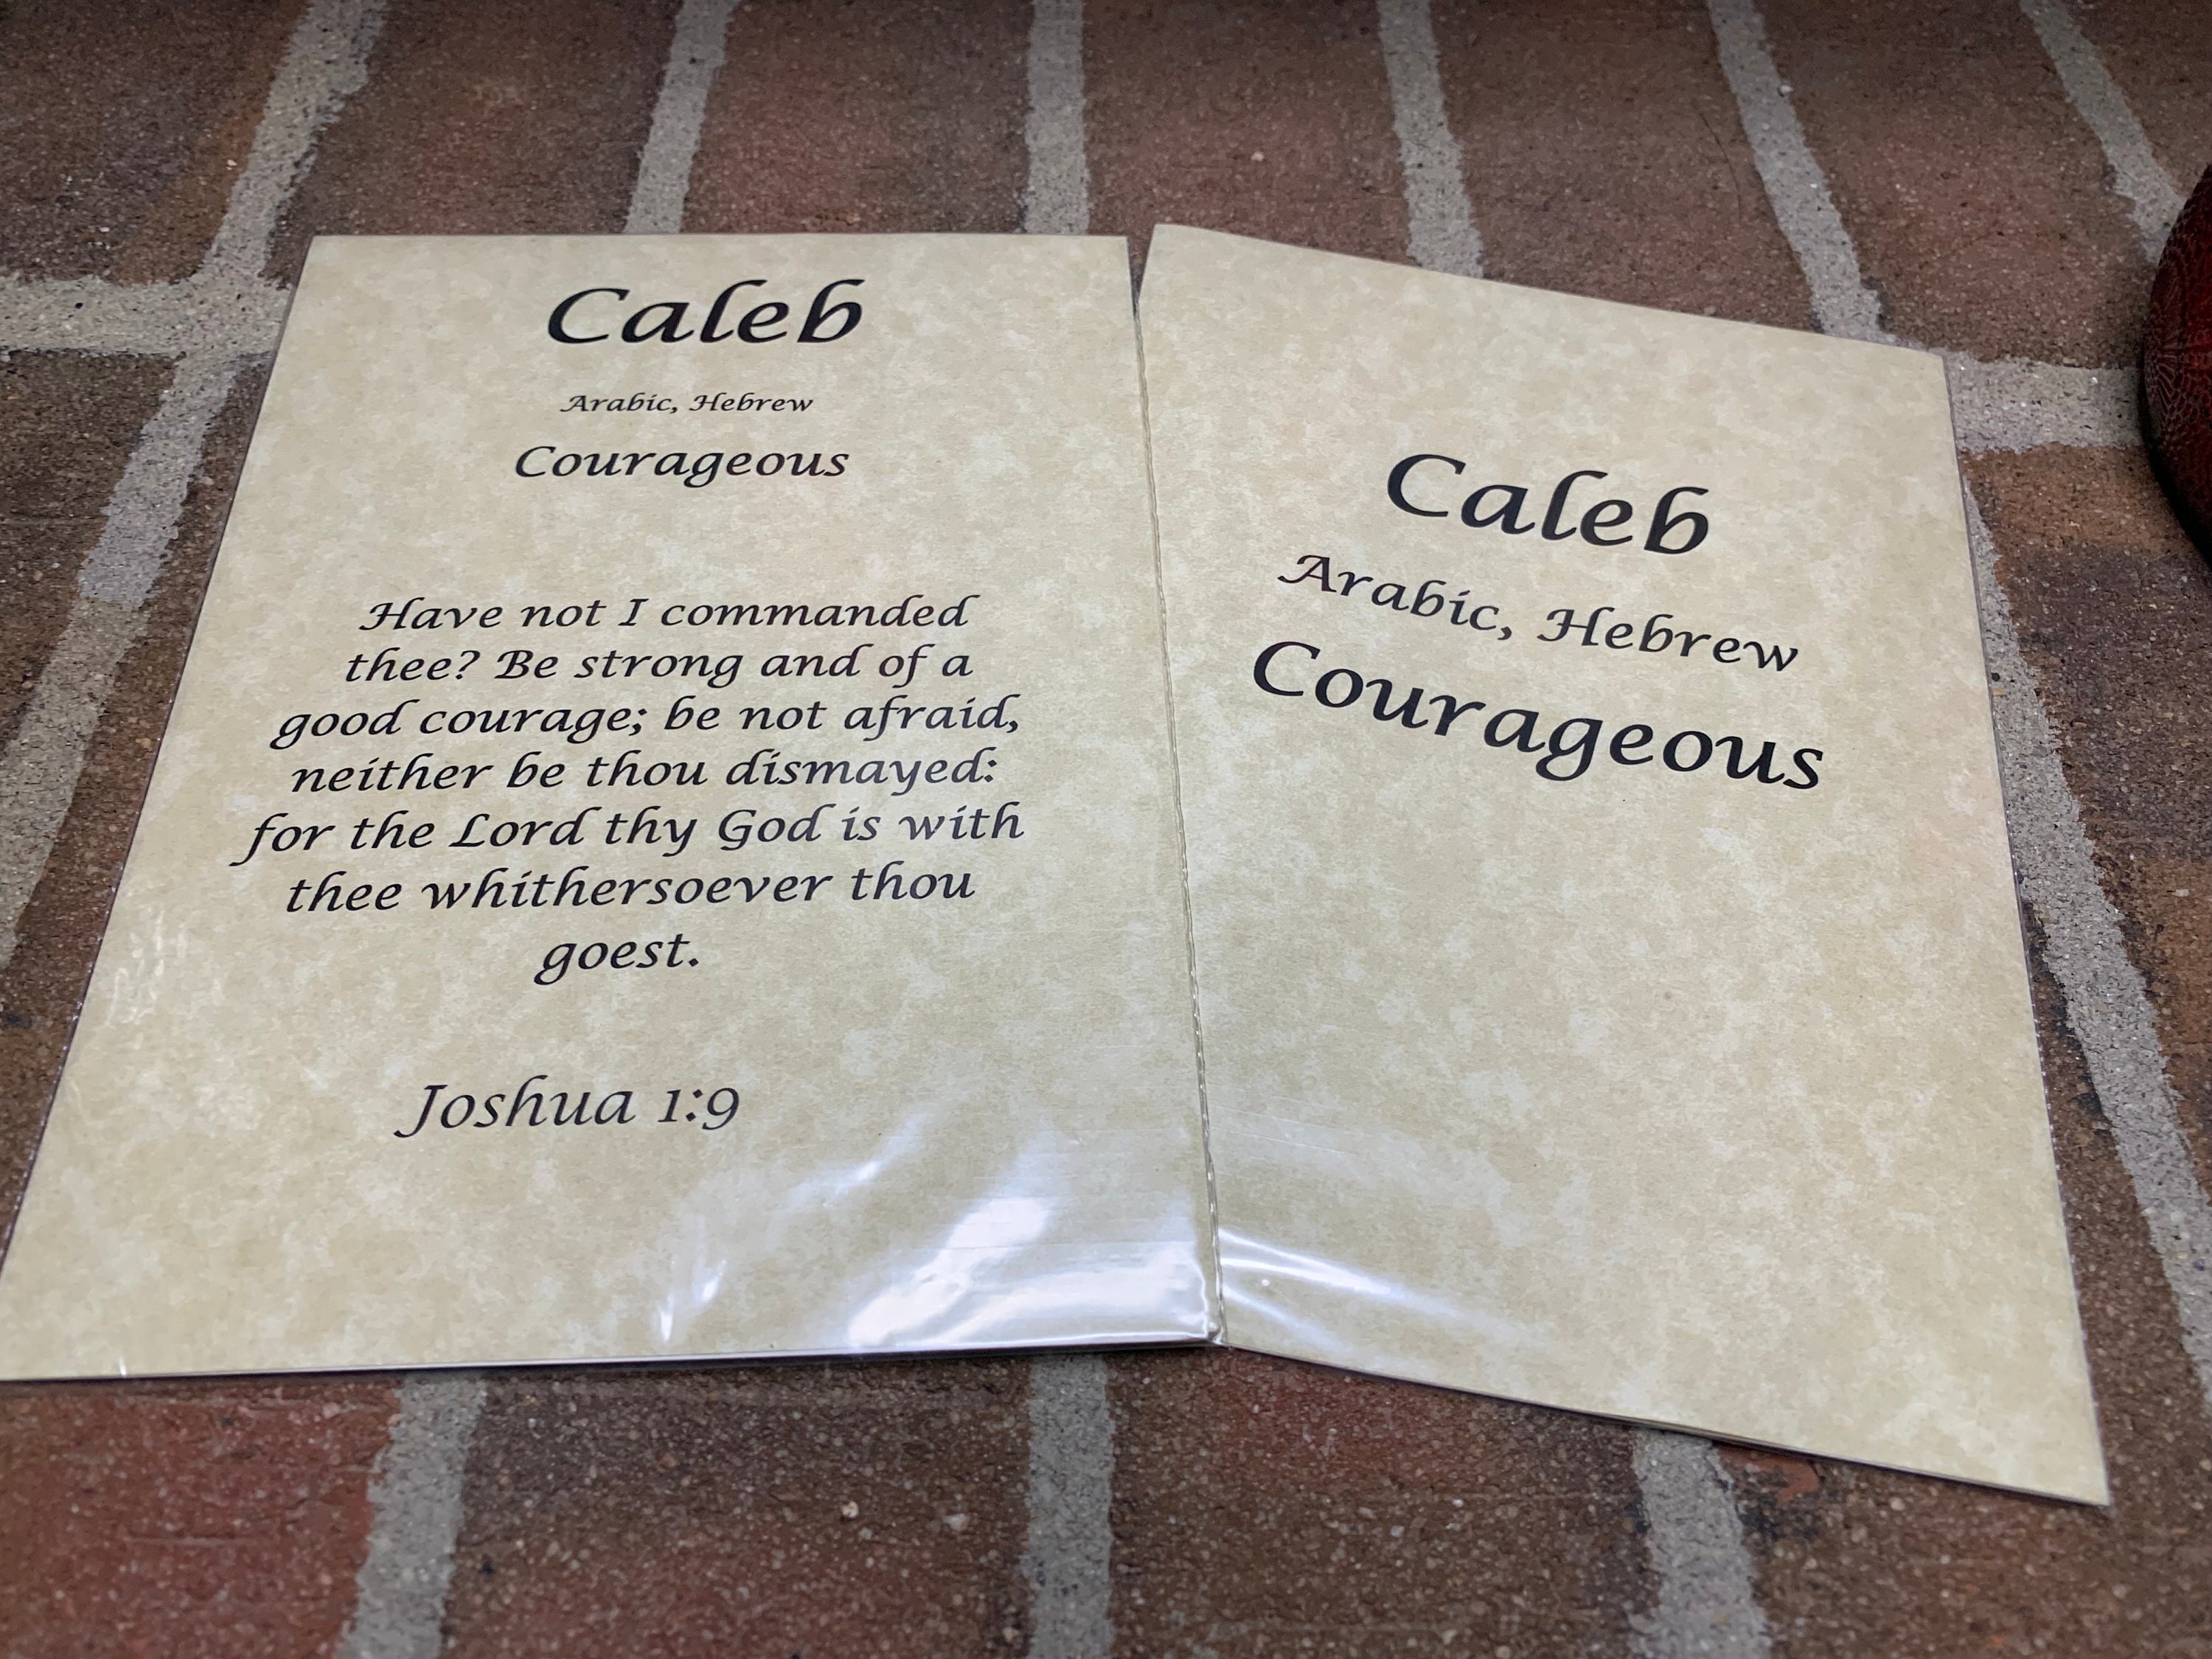 Caleb
Arabic, Hebrew
Courageous
Have not I commanded
thee? Be strong and of a
good courage; be not afraid,
neither be thou dismayed:
for the Lord thy God is with
thee whithersoever thou
goest.
Joshua 1:9
Caleb
Arabic, Hebrew
Courageous